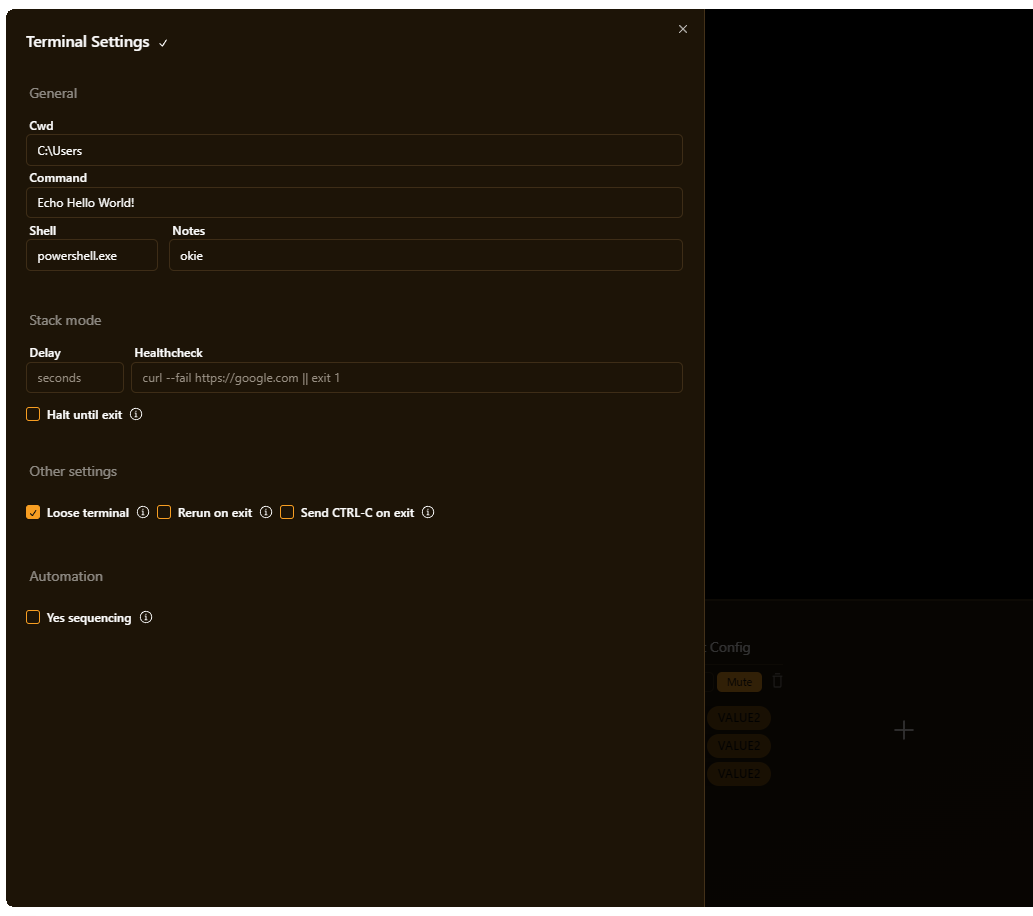 Terminal Settings
General
Cwd
C:\Users
Command
Echo Hello World!
Shell Notes
powershell.exe okie
Stack mode
Delay Healthcheck
seconds curl --fail https://google.com || exit 1
Halt until exit
Other settings
Loose terminal Rerun on exit Send CTRL-C on exit
Automation
Yes sequencing
Config
Mute
VALUE2
VALUE2
VALUE2